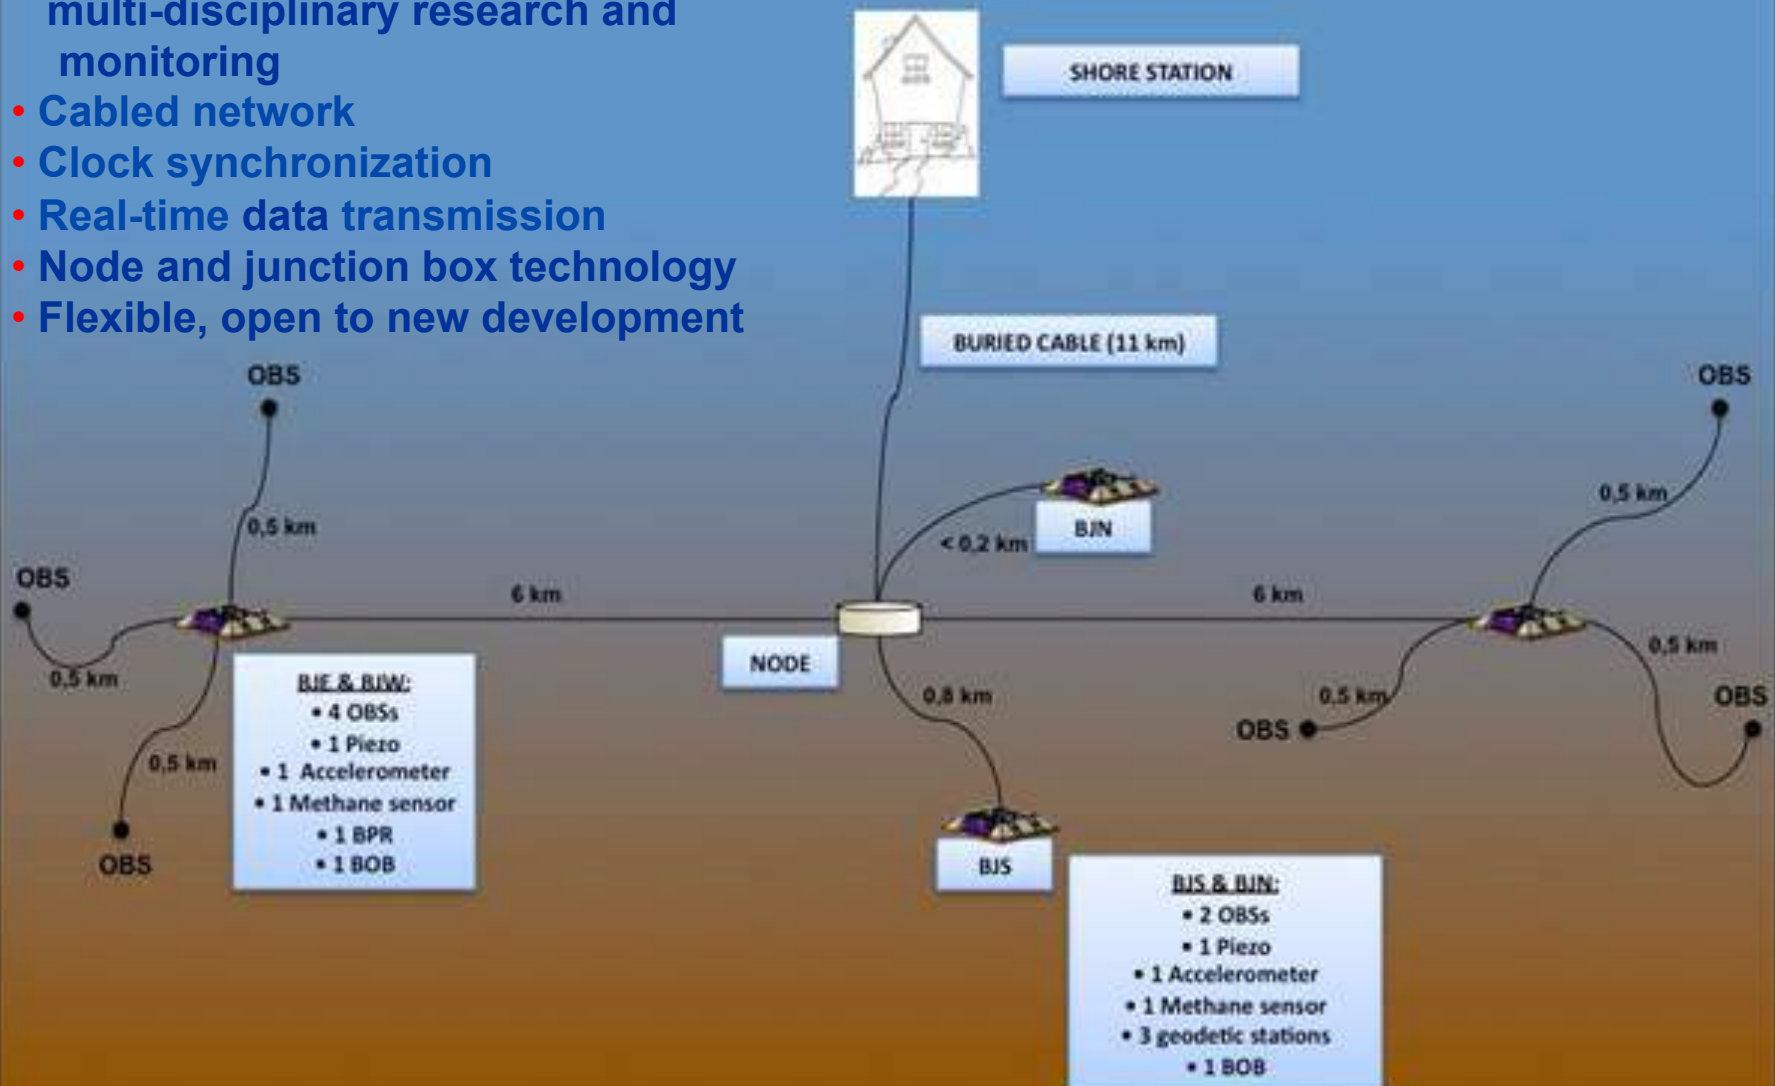 multi-disciplinary research and
monitoring
• Cabled network
• Clock synchronization
• Real-time data transmission
• Node and junction box technology
• Flexible, open to new development
SHORE STATION
BURIED CABLE (11 km)
OBS
OBS
0,5 km
0,5 km
< 0,2 km
BJN
OBS
6 km
6 km
0,5 km
NODE
0,5 km
0,8 km
0,5 km
OBS
OBS
0,5 km
OBS
BJE & BJW:
• 4 OBSs
• 1 Piezo
• 1 Accelerometer
• 1 Methane sensor
• 1 BPR
• 1 BOB
BJS
BJS & BJN:
• 2 OBSs
• 1 Piezo
• 1 Accelerometer
• 1 Methane sensor
• 3 geodetic stations
• 1 BOB